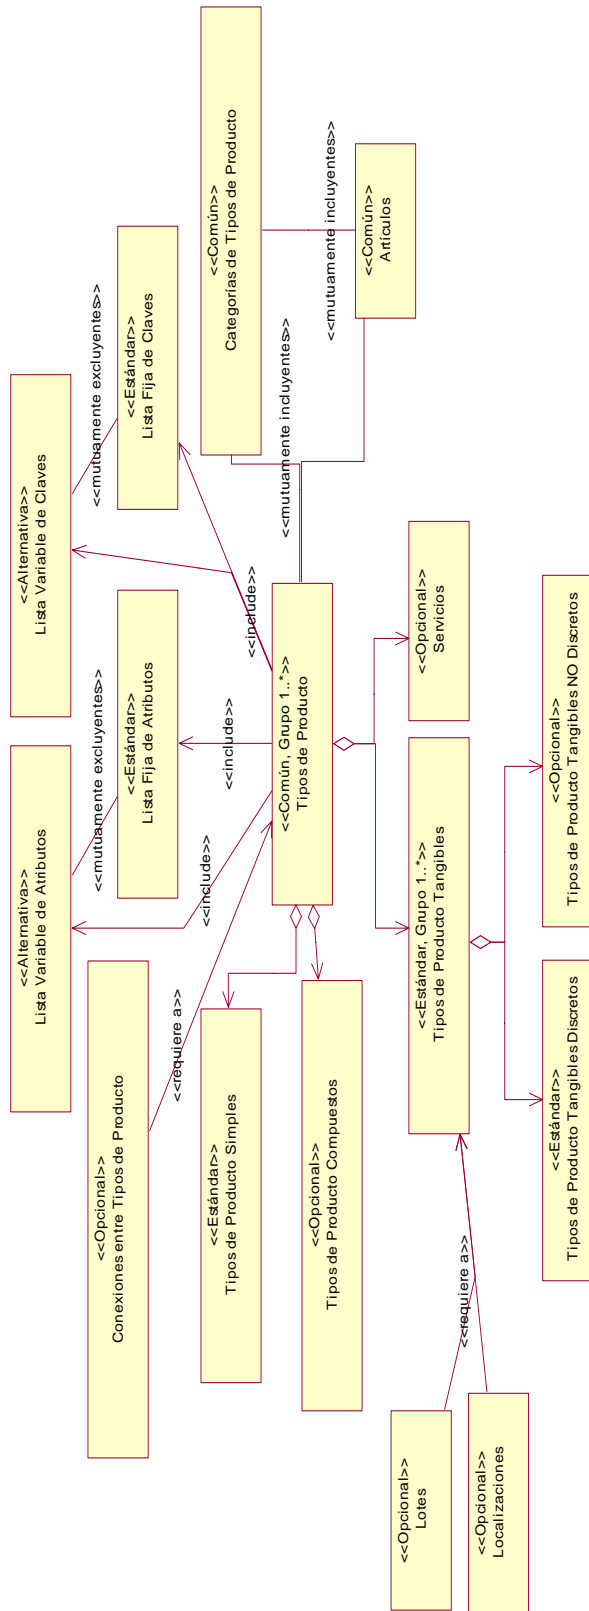 <<Alternativa>>
Lista Variable de Atributos
<<Alternativa>>
Lista Variable de Claves
<<mutuamente excluyentes>>
<<mutuamente excluyentes>>
<<Opcional>>
Conexiones entre Tipos de Producto
<<Estándar>>
Lista Fija de Atributos
<<Estándar>>
Lista Fija de Claves
<<requiere a>>
<<include>>
<<include>>
<<include>>
<<Común>>
Categorías de Tipos de Producto
<<Estándar>>
Tipos de Producto Simples
<<mutuamente incluyentes>>
<<mutuamente incluyentes>>
<<Común, Grupo 1..*>>
Tipos de Producto
<<Opcional>>
Tipos de Producto Compuestos
<<Común>>
Artículos
<<Opcional>>
Lotes
<<Estándar, Grupo 1..*>>
Tipos de Producto Tangibles
<<Opcional>>
Servicios
<<requiere a>>
<<Opcional>>
Localizaciones
<<Estándar>>
Tipos de Producto Tangibles Discretos
<<Opcional>>
Tipos de Producto Tangibles NO Discretos